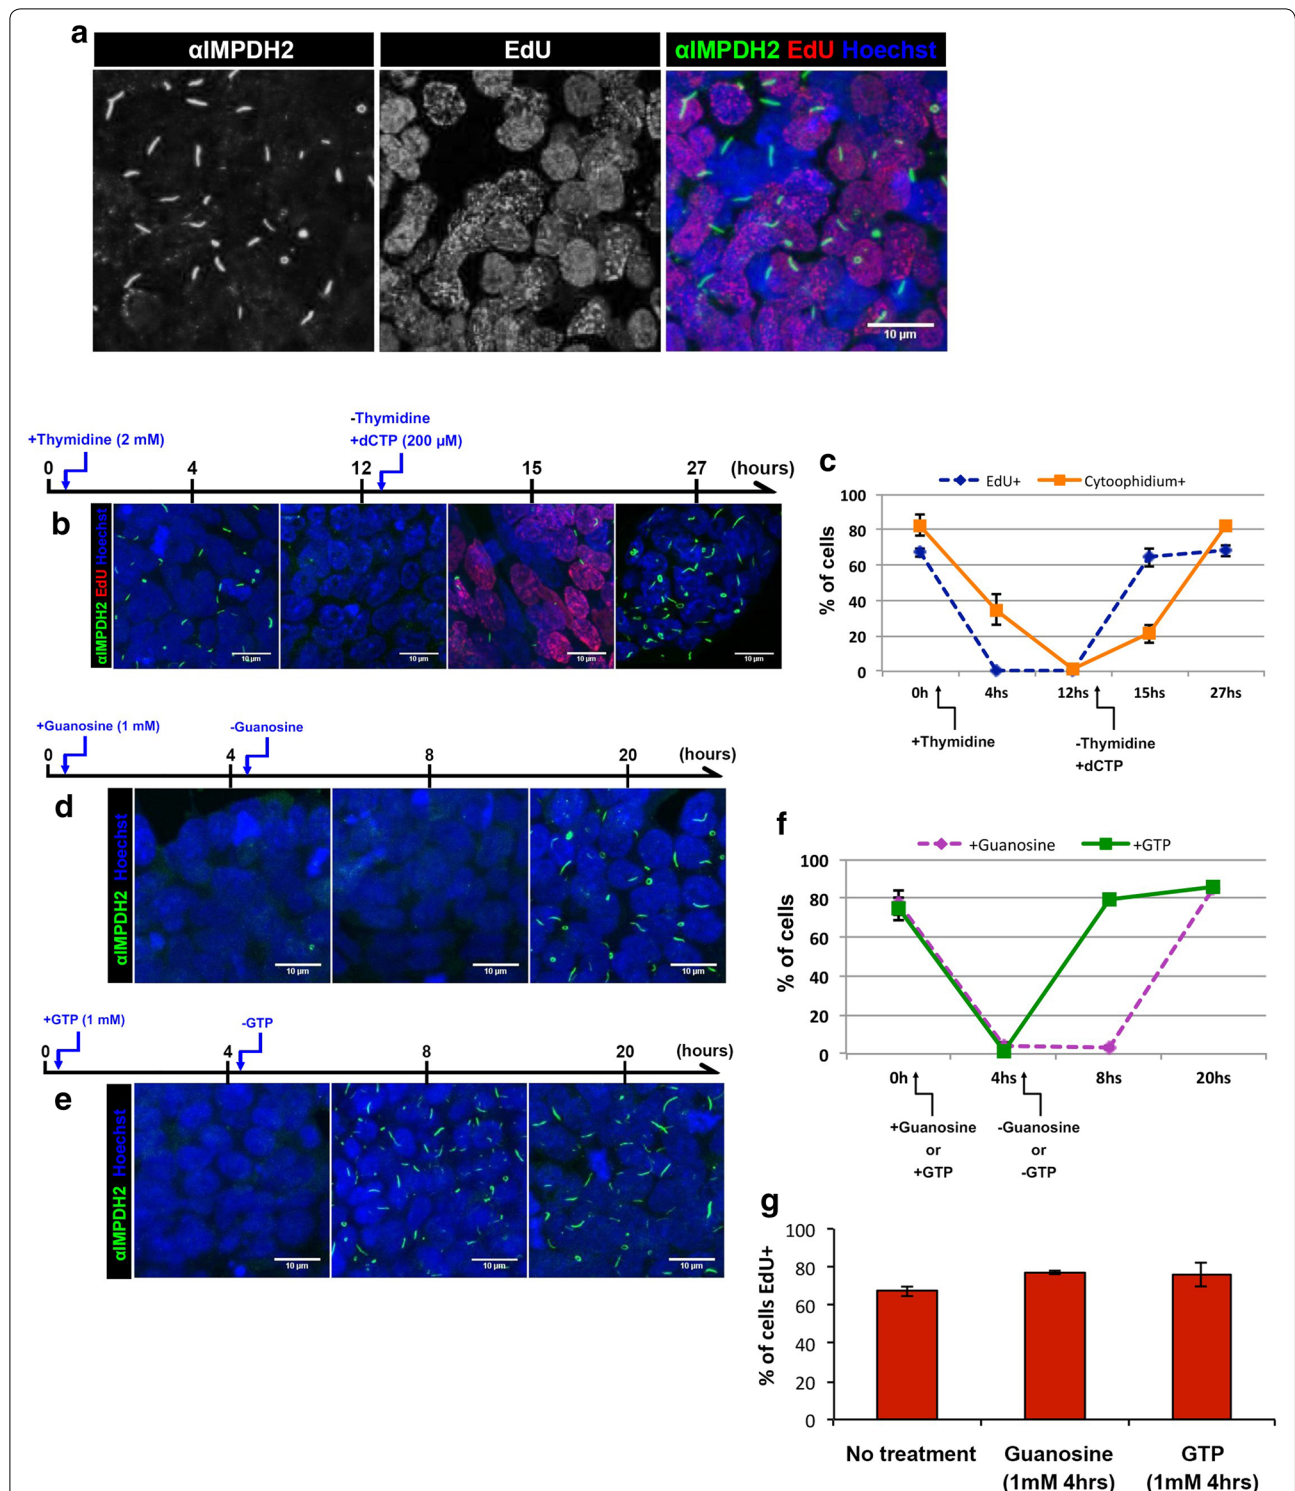 a
αIMPDH2
EdU
αIMPDH2 EdU Hoechst
10 µm
-Thymidine
+Thymidine (2 mM)
+dCTP (200 µM)
0 4 12 15 27 (hours)
b
αIMPDH2 EdU Hoechst
10 µm
10 µm
10 µm
10 µm
c
EdU+ Cytoophidium+
% of cells
100
80
60
40
20
0
0h 4hs 12hs 15hs 27hs
+Thymidine
-Thymidine
+dCTP
+Guanosine (1 mM) -Guanosine
0 4 8 20 (hours)
d
αIMPDH2 Hoechst
10 µm
10 µm
10 µm
+GTP (1 mM) -GTP
0 4 8 20 (hours)
e
αIMPDH2 Hoechst
10 µm
10 µm
10 µm
f
+Guanosine +GTP
% of cells
100
80
60
40
20
0
0h 4hs 8hs 20hs
+Guanosine
or
+GTP
-Guanosine
or
-GTP
g
% of cells EdU+
100
80
60
40
20
0
No treatment
Guanosine
(1mM 4hrs)
GTP
(1mM 4hrs)